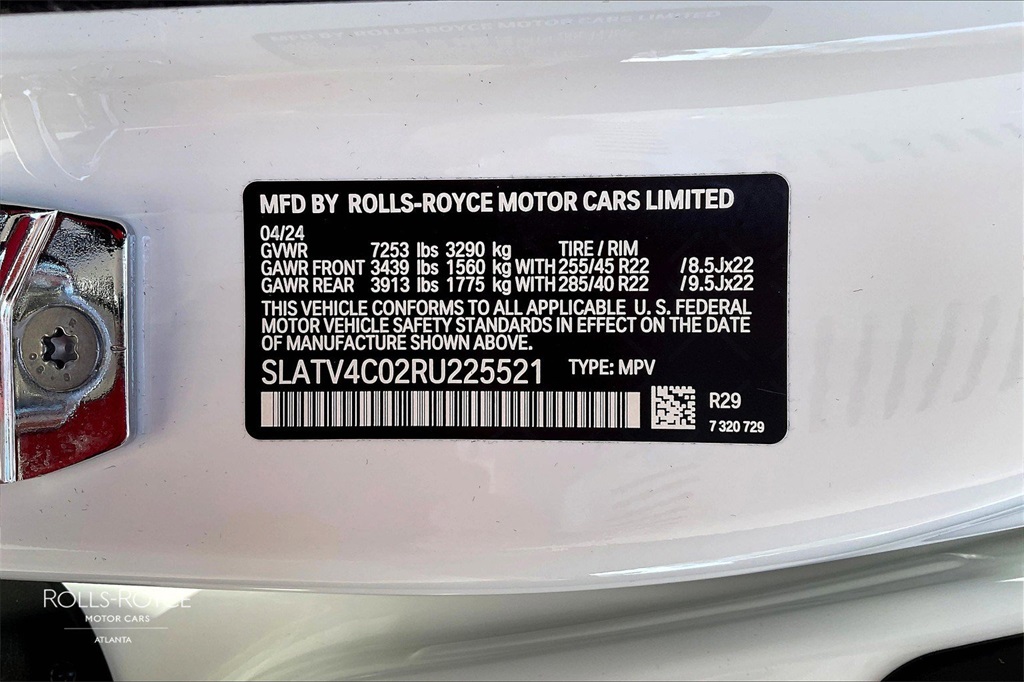 MFD BY ROLLS-ROYCE MOTOR CARS LIMITED
04/24
GVWR 7253 lbs 3290 kg TIRE / RIM
GAWR FRONT 3439 lbs 1560 kg WITH 255/45 R22 /8.5Jx22
GAWR REAR 3913 lbs 1775 kg WITH 285/40 R22 /9.5Jx22
THIS VEHICLE CONFORMS TO ALL APPLICABLE U. S. FEDERAL
MOTOR VEHICLE SAFETY STANDARDS IN EFFECT ON THE DATE
OF MANUFACTURE SHOWN ABOVE.
SLATV4C02RU225521 TYPE: MPV
R29
7 320 729
ROLLS-ROYCE
MOTOR CARS
ATLANTA